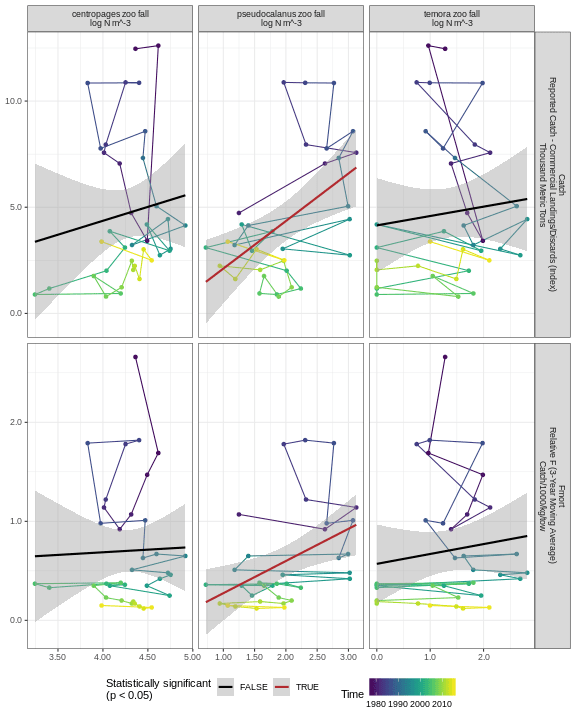 centropages zoo fall
log N m^-3
pseudocalanus zoo fall
log N m^-3
temora zoo fall
log N m^-3
10.0
5.0
0.0
Catch
Reported Catch - Commercial Landings/Discards (Index)
Thousand Metric Tons
2.0
1.0
0.0
Fmort
Relative F (3-Year Moving Average)
Catch/1000/kg/tow
3.50
4.00
4.50
5.00
1.00
1.50
2.00
2.50
3.00
0.0
1.0
2.0
Statistically significant
(p < 0.05)
FALSE
TRUE
Time
1980 1990 2000 2010